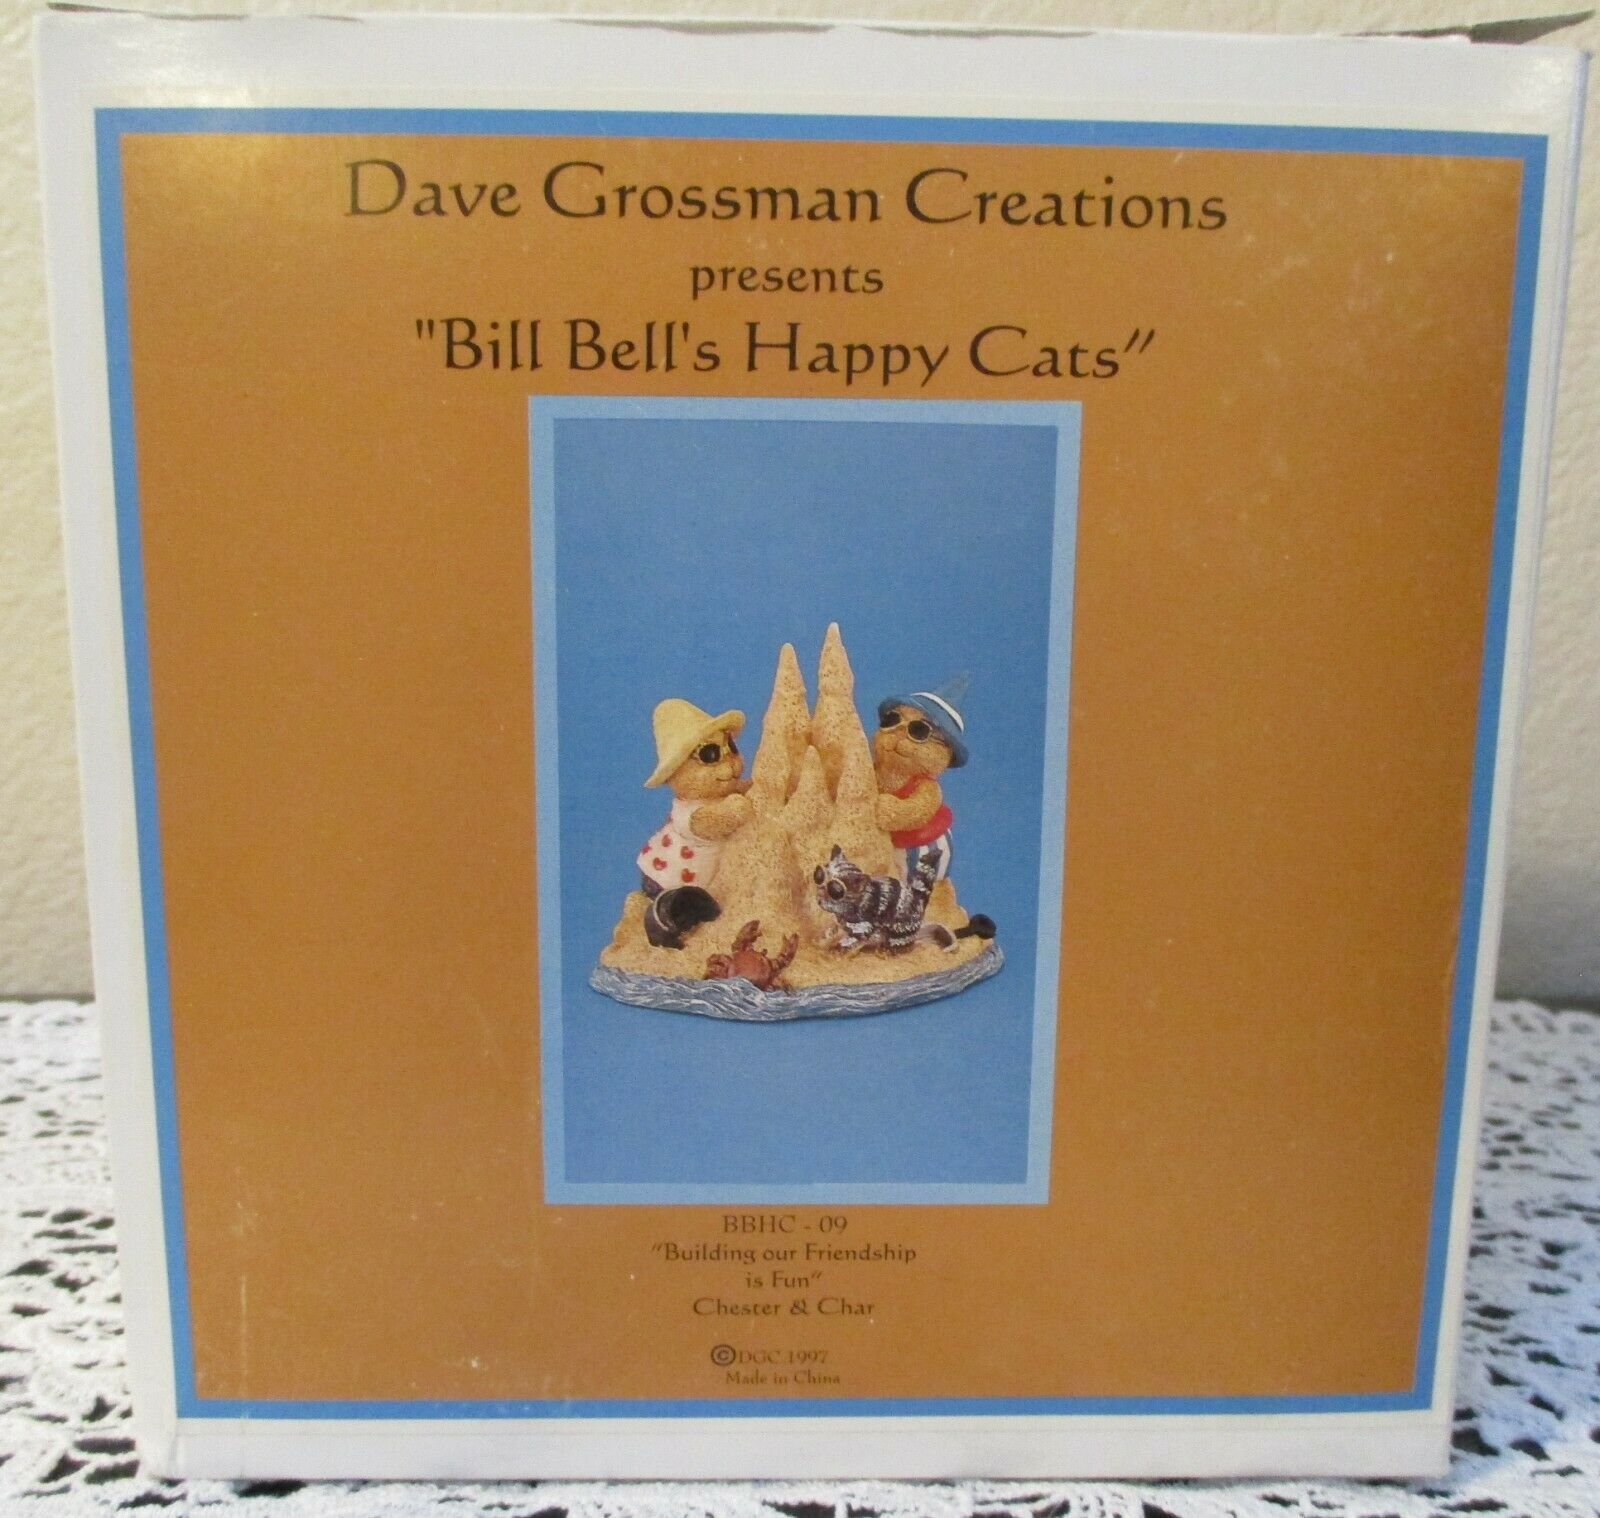 Dave Grossman Creations
presents
"Bill Bell's Happy Cats"
BBHC - 09
"Building our Friendship
is Fun"
Chester & Char
©DGC 1997
Made in China